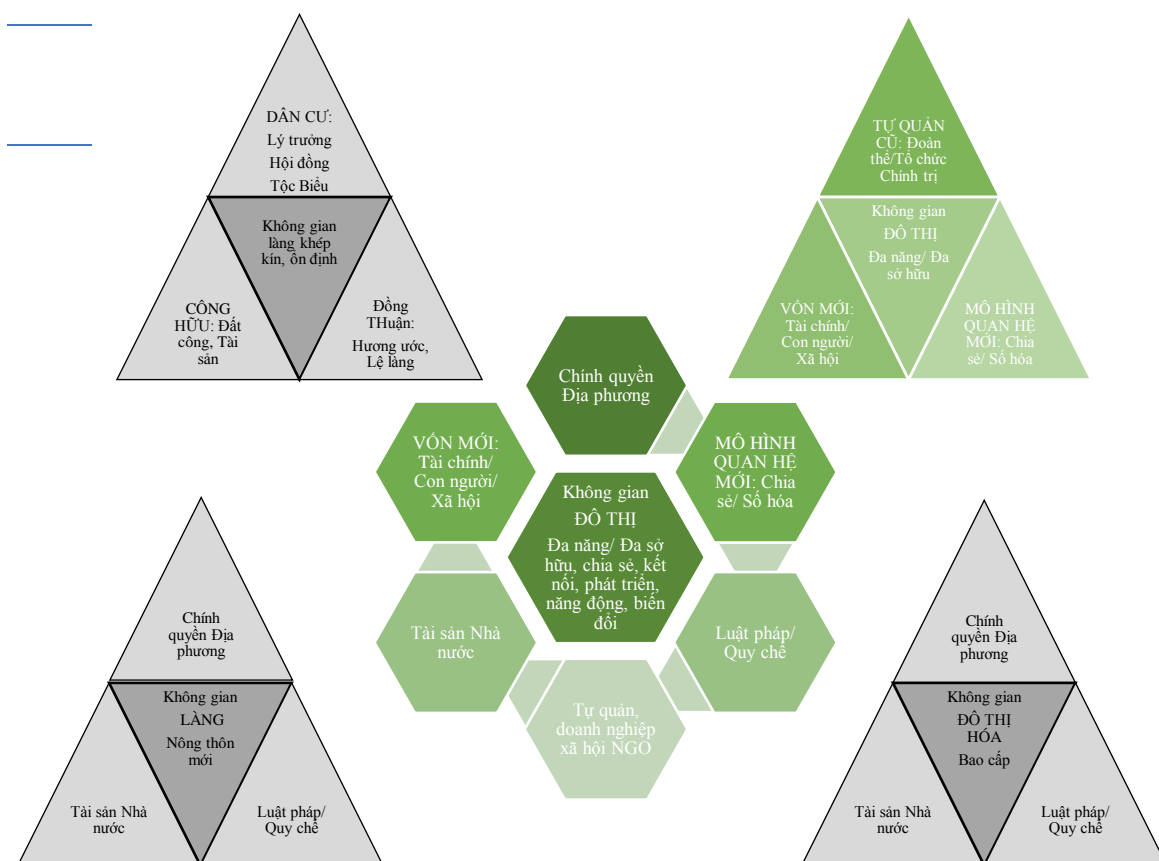 DÂN CƯ:
Lý trưởng
Hội đồng
Tộc Biểu
Không gian
làng khép
kín, ổn định
CÔNG
HỮU: Đất
công, Tài
sản
Đồng
THuận:
Hương ước,
Lệ làng
TỰ QUẢN
CŨ: Đoàn
thể/Tổ chức
Chính trị
Không gian
ĐÔ THỊ
Đa năng/ Đa
sở hữu
VỐN MỚI:
Tài chính/
Con người/
Xã hội
MÔ HÌNH
QUAN HỆ
MỚI: Chia
sẻ/ Số hóa
Chính quyền
Địa phương
VỐN MỚI:
Tài chính/
Con người/
Xã hội
MÔ HÌNH
QUAN HỆ
MỚI: Chia
sẻ/ Số hóa
Không gian
ĐÔ THỊ
Đa năng/ Đa sở
hữu, chia sẻ, kết
nối, phát triển,
năng động, biến
đổi
Tài sản Nhà
nước
Luật pháp/
Quy chế
Tự quản,
doanh nghiệp
xã hội NGO
Chính
quyền Địa
phương
Không gian
LÀNG
Nông thôn
mới
Tài sản Nhà
nước
Luật pháp/
Quy chế
Chính
quyền Địa
phương
Không gian
ĐÔ THỊ
HÓA
Bao cấp
Tài sản Nhà
nước
Luật pháp/
Quy chế